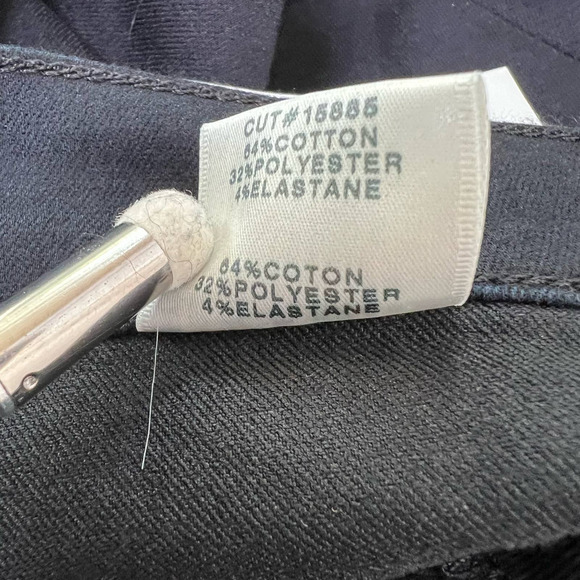 CUT#15885
64%COTTON
32%POLYESTER
4%ELASTANE
64%COTON
32%POLYESTER
4%ELASTANE